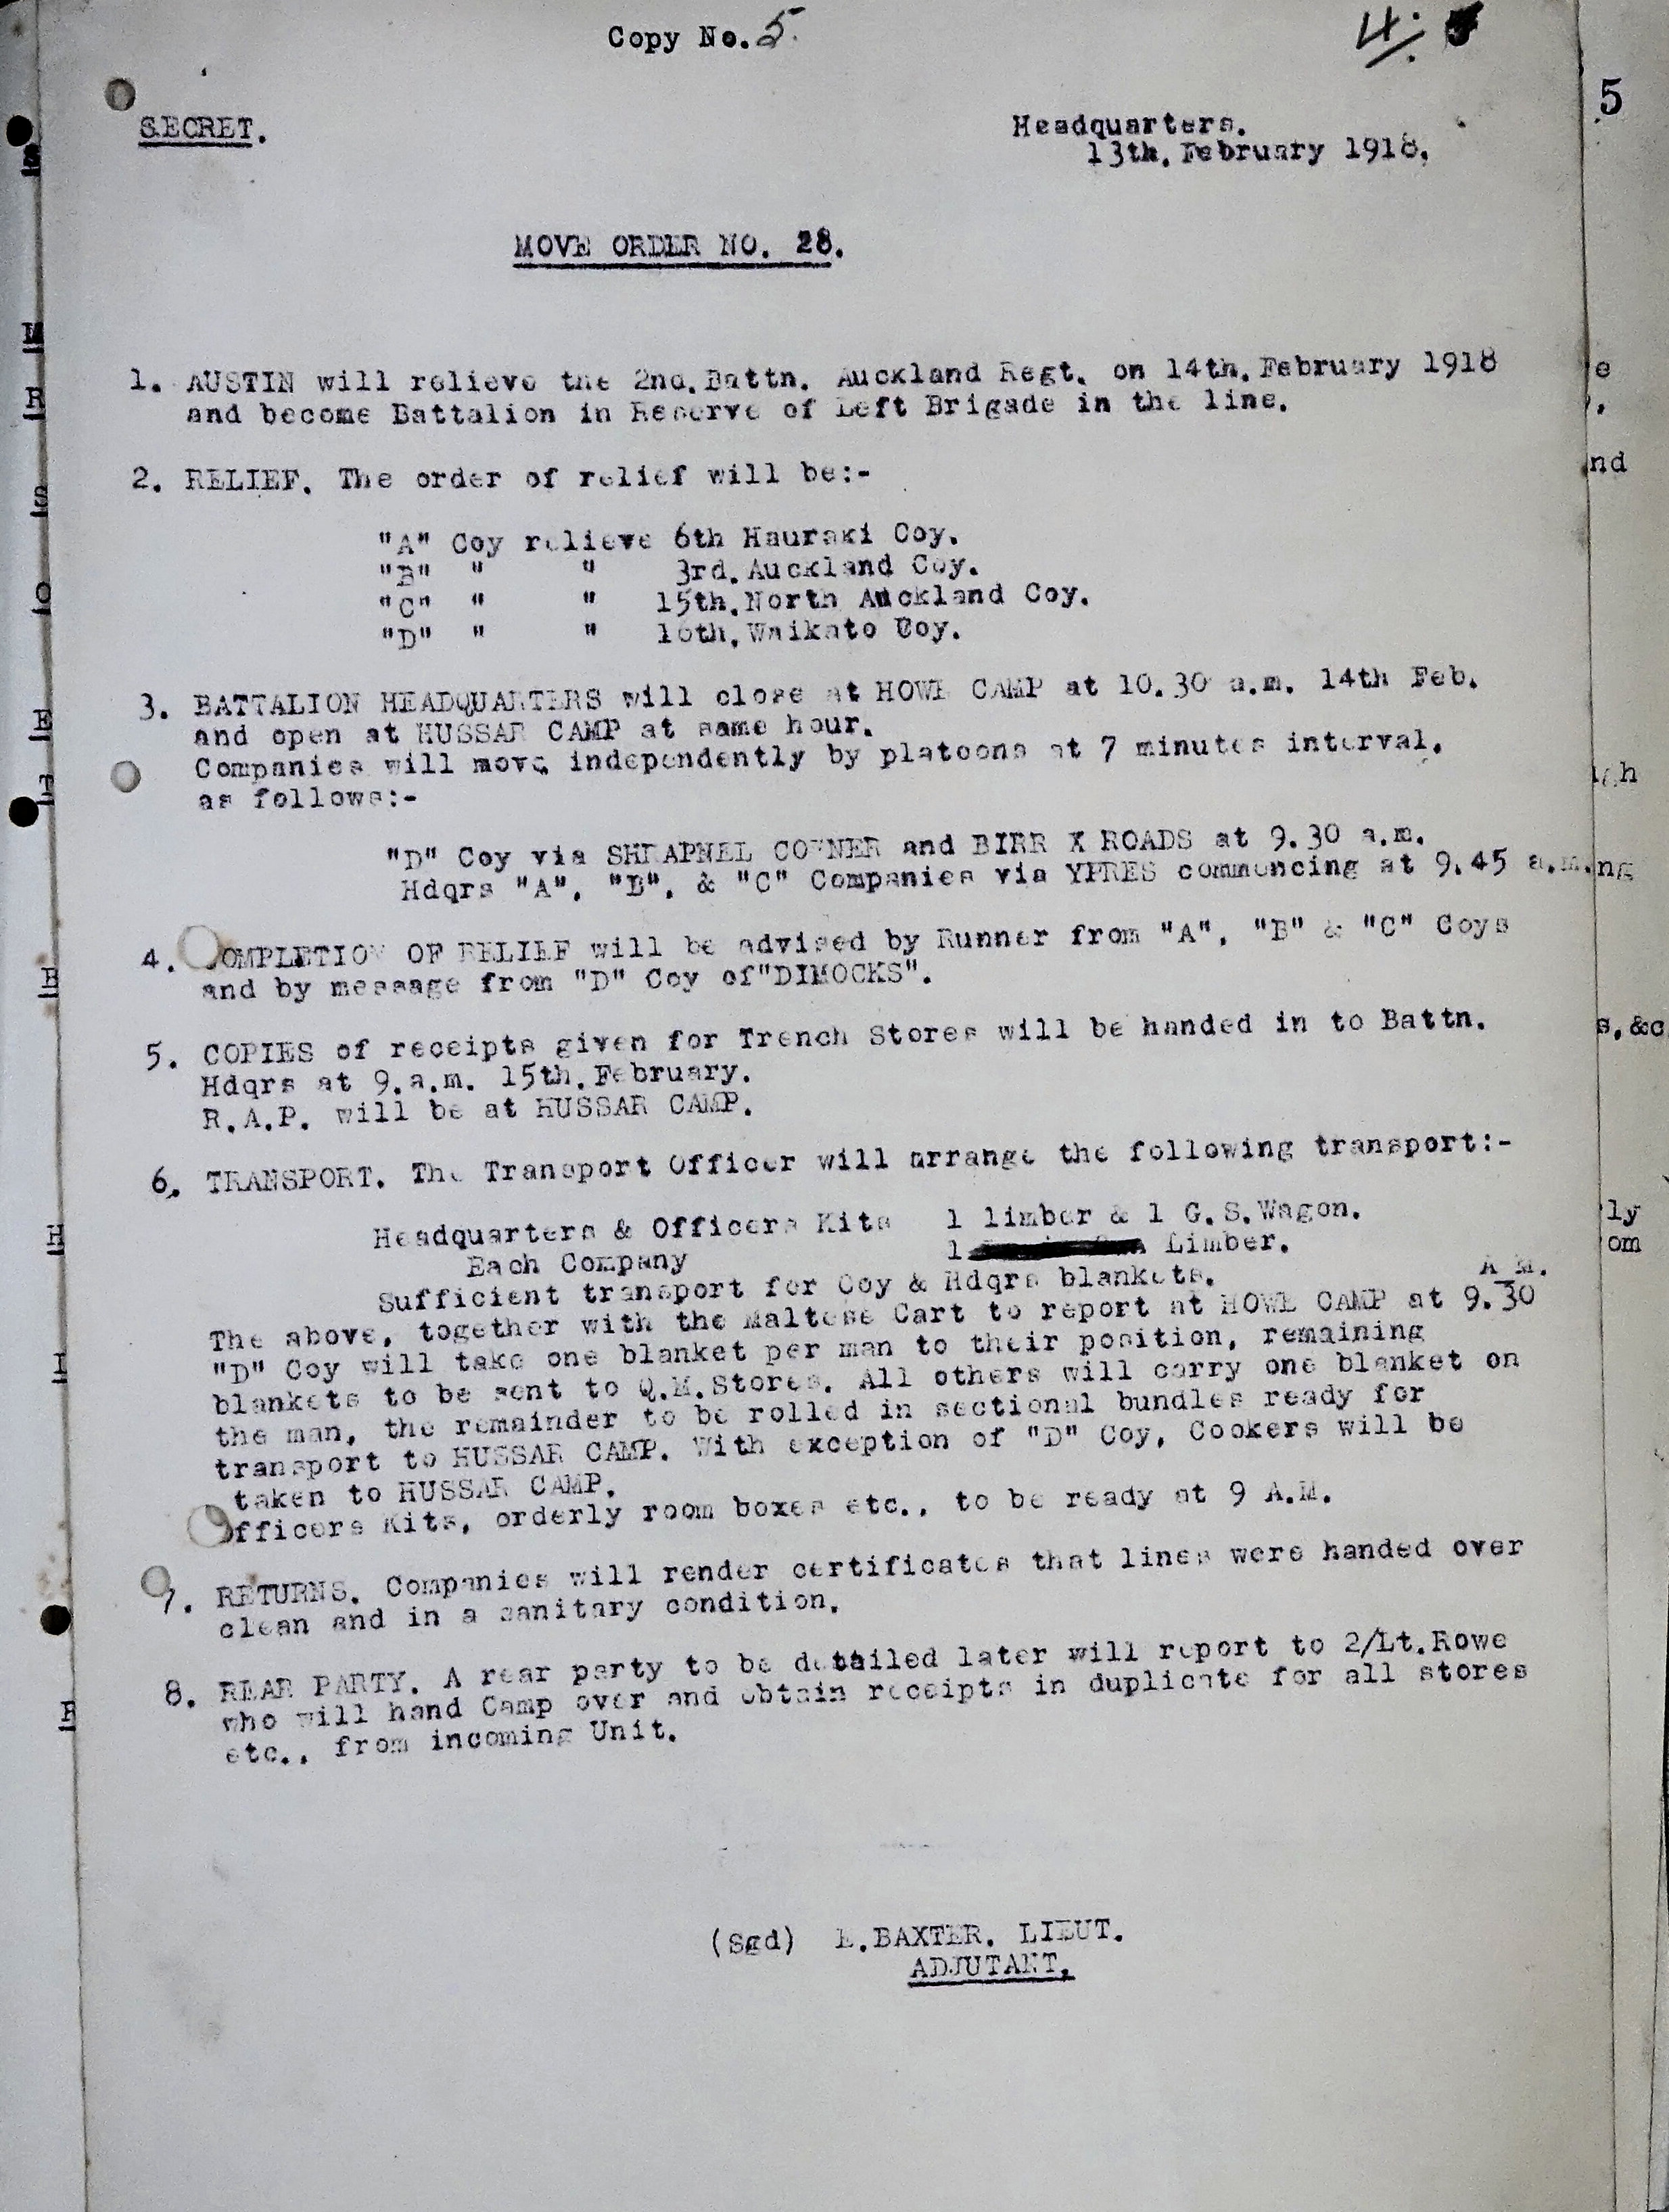 Copy No. 5.
4.
5
SECRET.
Headquarters.
13th. February 1918.
MOVE ORDER NO. 28.
1. AUSTIN will relieve the 2nd. Battn. Auckland Regt. on 14th. February 1918
and become Battalion in Reserve of Left Brigade in the line.
2. RELIEF. The order of relief will be:-
"A" Coy relieve 6th Hauraki Coy.
"B" " " 3rd. Auckland Coy.
"C" " " 15th. North Auckland Coy.
"D" " " 16th. Waikato Coy.
3. BATTALION HEADQUARTERS will close at HOWE CAMP at 10.30 a.m. 14th Feb.
and open at HUSSAR CAMP at same hour.
Companies will move independently by platoons at 7 minutes interval.
as follows:-
"D" Coy via SHRAPNEL CORNER and BIRR X ROADS at 9.30 a.m.
Hdqrs "A", "B", & "C" Companies via YPRES commencing at 9.45 a.m.
4. COMPLETION OF RELIEF will be advised by Runner from "A", "B" & "C" Coys
and by message from "D" Coy of"DIMOCKS".
5. COPIES of receipts given for Trench Stores will be handed in to Battn.
Hdqrs at 9.a.m. 15th. February.
R.A.P. will be at HUSSAR CAMP.
6. TRANSPORT. The Transport Officer will arrange the following transport:-
Headquarters & Officers Kits 1 limber & 1 G.S.Wagon.
Each Company 1 Limber.
Sufficient transport for Coy & Hdqrs blankets.
The above, together with the Maltese Cart to report at HOWE CAMP at 9.30 A.M.
"D" Coy will take one blanket per man to their position, remaining
blankets to be sent to Q.M.Stores. All others will carry one blanket on
the man, the remainder to be rolled in sectional bundles ready for
transport to HUSSAR CAMP. With exception of "D" Coy, Cookers will be
taken to HUSSAR CAMP.
Officers Kits, orderly room boxes etc., to be ready at 9 A.M.
7. RETURNS. Companies will render certificates that lines were handed over
clean and in a sanitary condition.
8. REAR PARTY. A rear party to be detailed later will report to 2/Lt.Rowe
who will hand Camp over and obtain receipts in duplicate for all stores
etc., from incoming Unit.
(Sgd) E.BAXTER. LIEUT.
ADJUTANT.